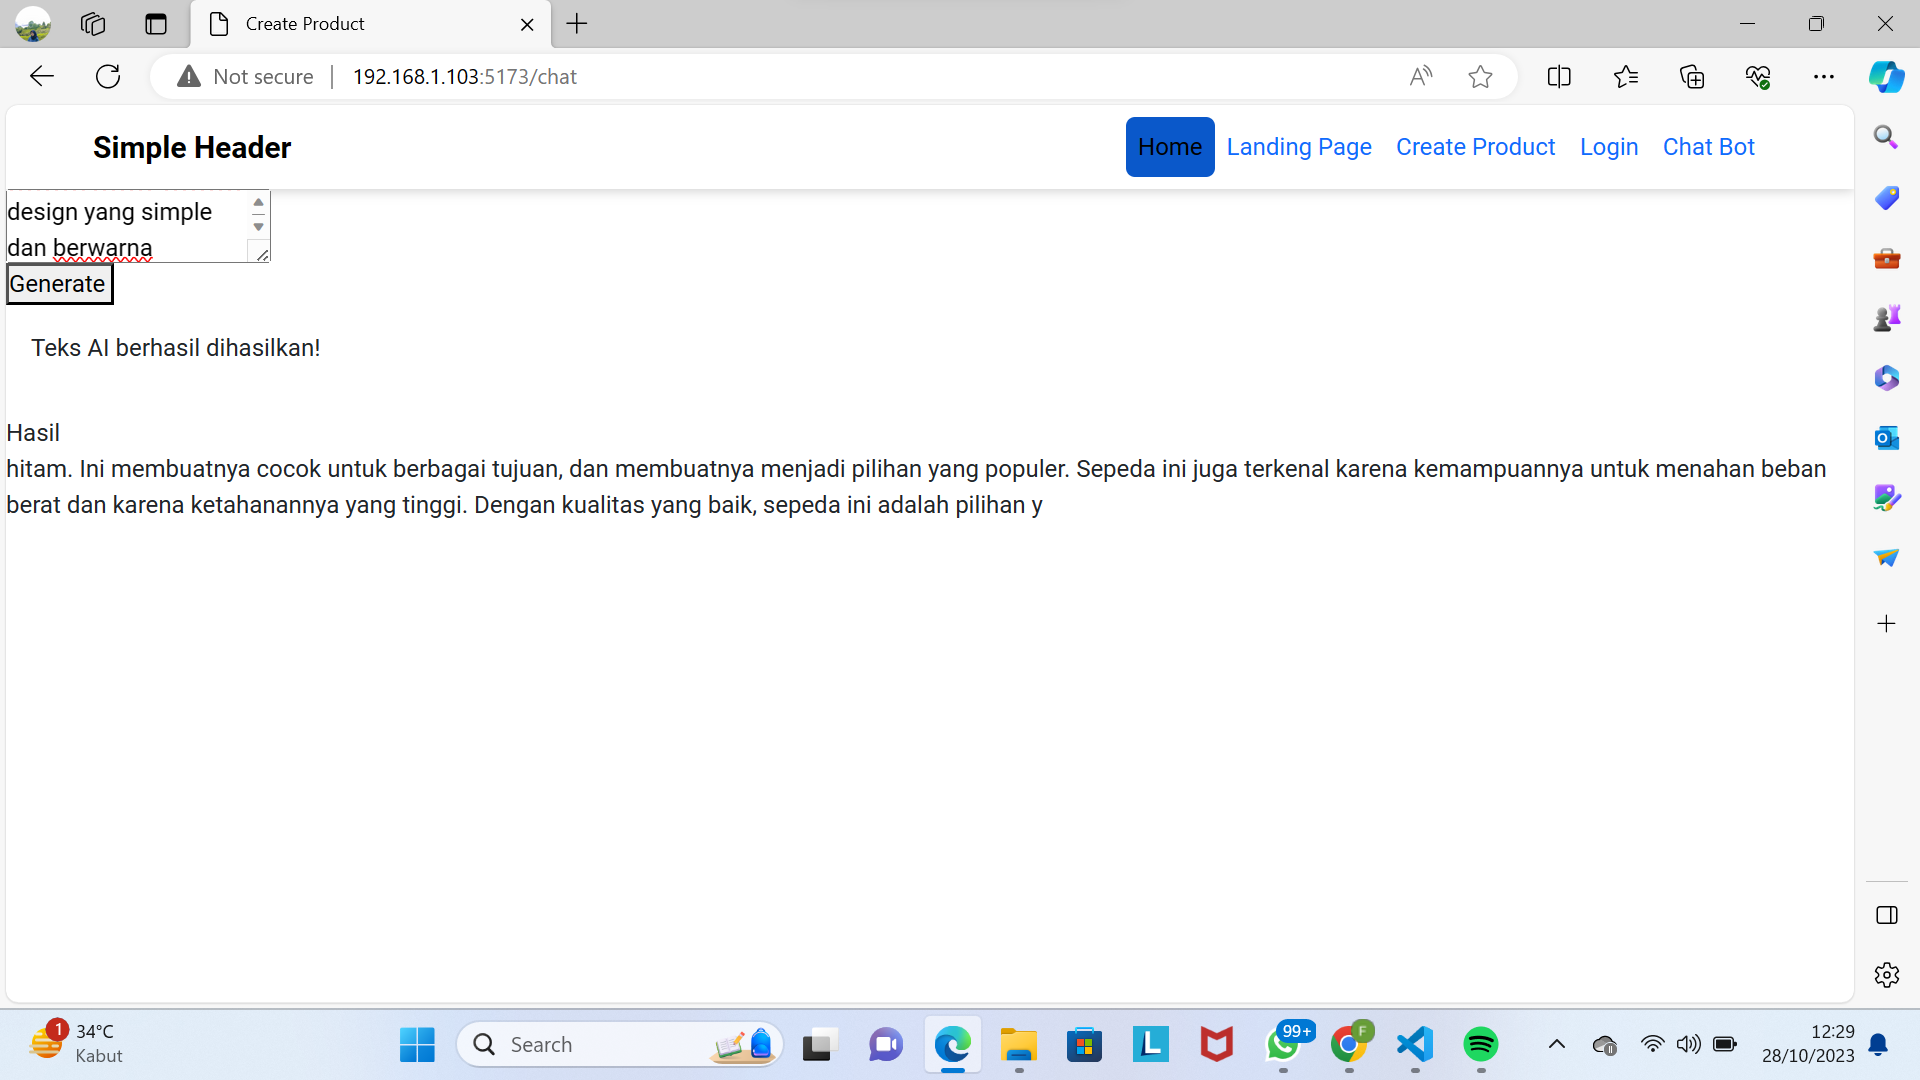 Create Product
Not secure
192.168.1.103:5173/chat
Simple Header
Home
Landing Page
Create Product
Login
Chat Bot
design yang simple
dan berwarna
Generate
Teks AI berhasil dihasilkan!
Hasil
hitam. Ini membuatnya cocok untuk berbagai tujuan, dan membuatnya menjadi pilihan yang populer. Sepeda ini juga terkenal karena kemampuannya untuk menahan beban
berat dan karena ketahanannya yang tinggi. Dengan kualitas yang baik, sepeda ini adalah pilihan y
1
34°C
Kabut
Search
L
99+
F
12:29
28/10/2023